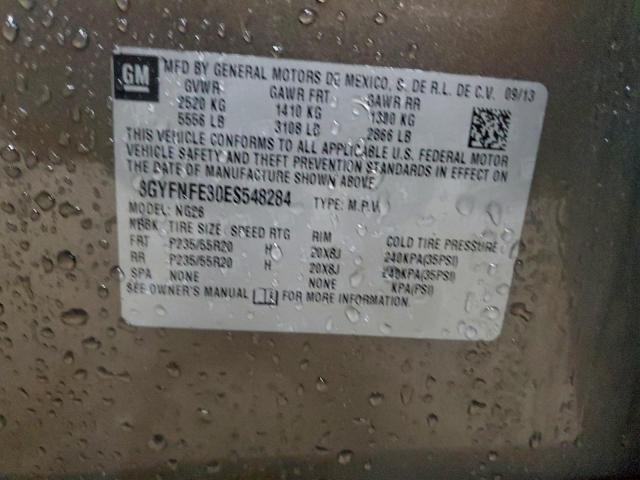 GM
MFD BY GENERAL MOTORS DE MEXICO, S. DE R.L. DE C.V. 09/13
GVWR GAWR FRT GAWR RR
2520 KG 1410 KG 1300 KG
5556 LB 3108 LB 2866 LB
THIS VEHICLE CONFORMS TO ALL APPLICABLE U.S. FEDERAL MOTOR
VEHICLE SAFETY AND THEFT PREVENTION STANDARDS IN EFFECT ON
THE DATE OF MANUFACTURE SHOWN ABOVE.
3GYFNFE30ES548284 TYPE: M.P.V.
MODEL: NG26
TIRE SIZE SPEED RTG RIM COLD TIRE PRESSURE
FRT P235/55R20 H 20X8J 240KPA(35PSI)
RR P235/55R20 H 20X8J 240KPA(35PSI)
SPA NONE NONE KPA(PSI)
SEE OWNER'S MANUAL FOR MORE INFORMATION.